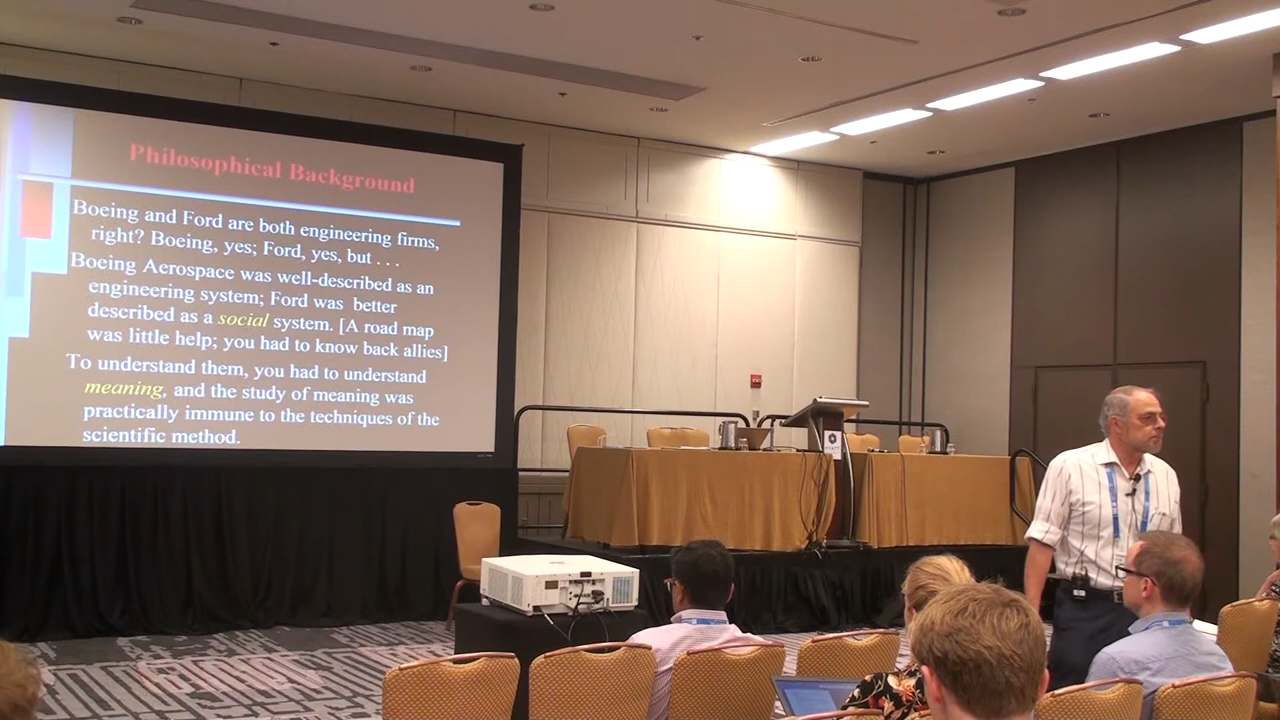 Philosophical Background
Boeing and Ford are both engineering firms,
right? Boeing, yes; Ford, yes, but . . .
Boeing Aerospace was well-described as an
engineering system; Ford was better
described as a social system. [A road map
was little help; you had to know back allies]
To understand them, you had to understand
meaning, and the study of meaning was
practically immune to the techniques of the
scientific method.
HYATT